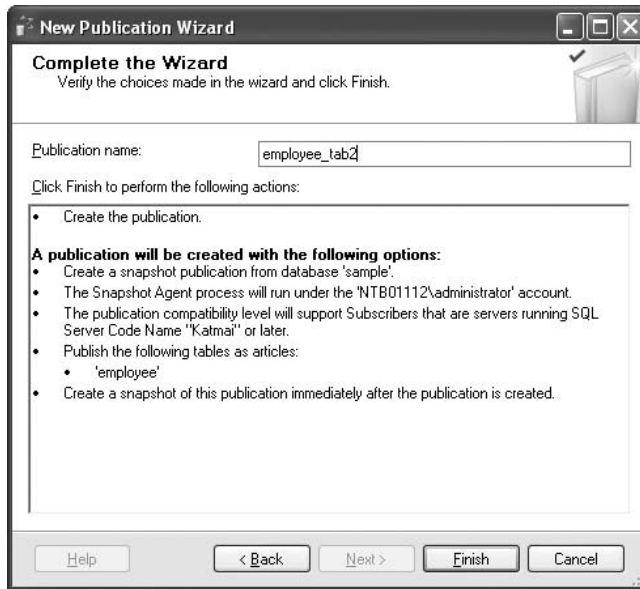 New Publication Wizard
Complete the Wizard
Verify the choices made in the wizard and click Finish.
Publication name:
employee_tab2
Click Finish to perform the following actions:
• Create the publication.
A publication will be created with the following options:
• Create a snapshot publication from database 'sample'.
• The Snapshot Agent process will run under the 'NTB01112\administrator' account.
• The publication compatibility level will support Subscribers that are servers running SQL
Server Code Name "Katmai" or later.
• Publish the following tables as articles:
• 'employee'
• Create a snapshot of this publication immediately after the publication is created.
Help
< Back
Next >
Finish
Cancel